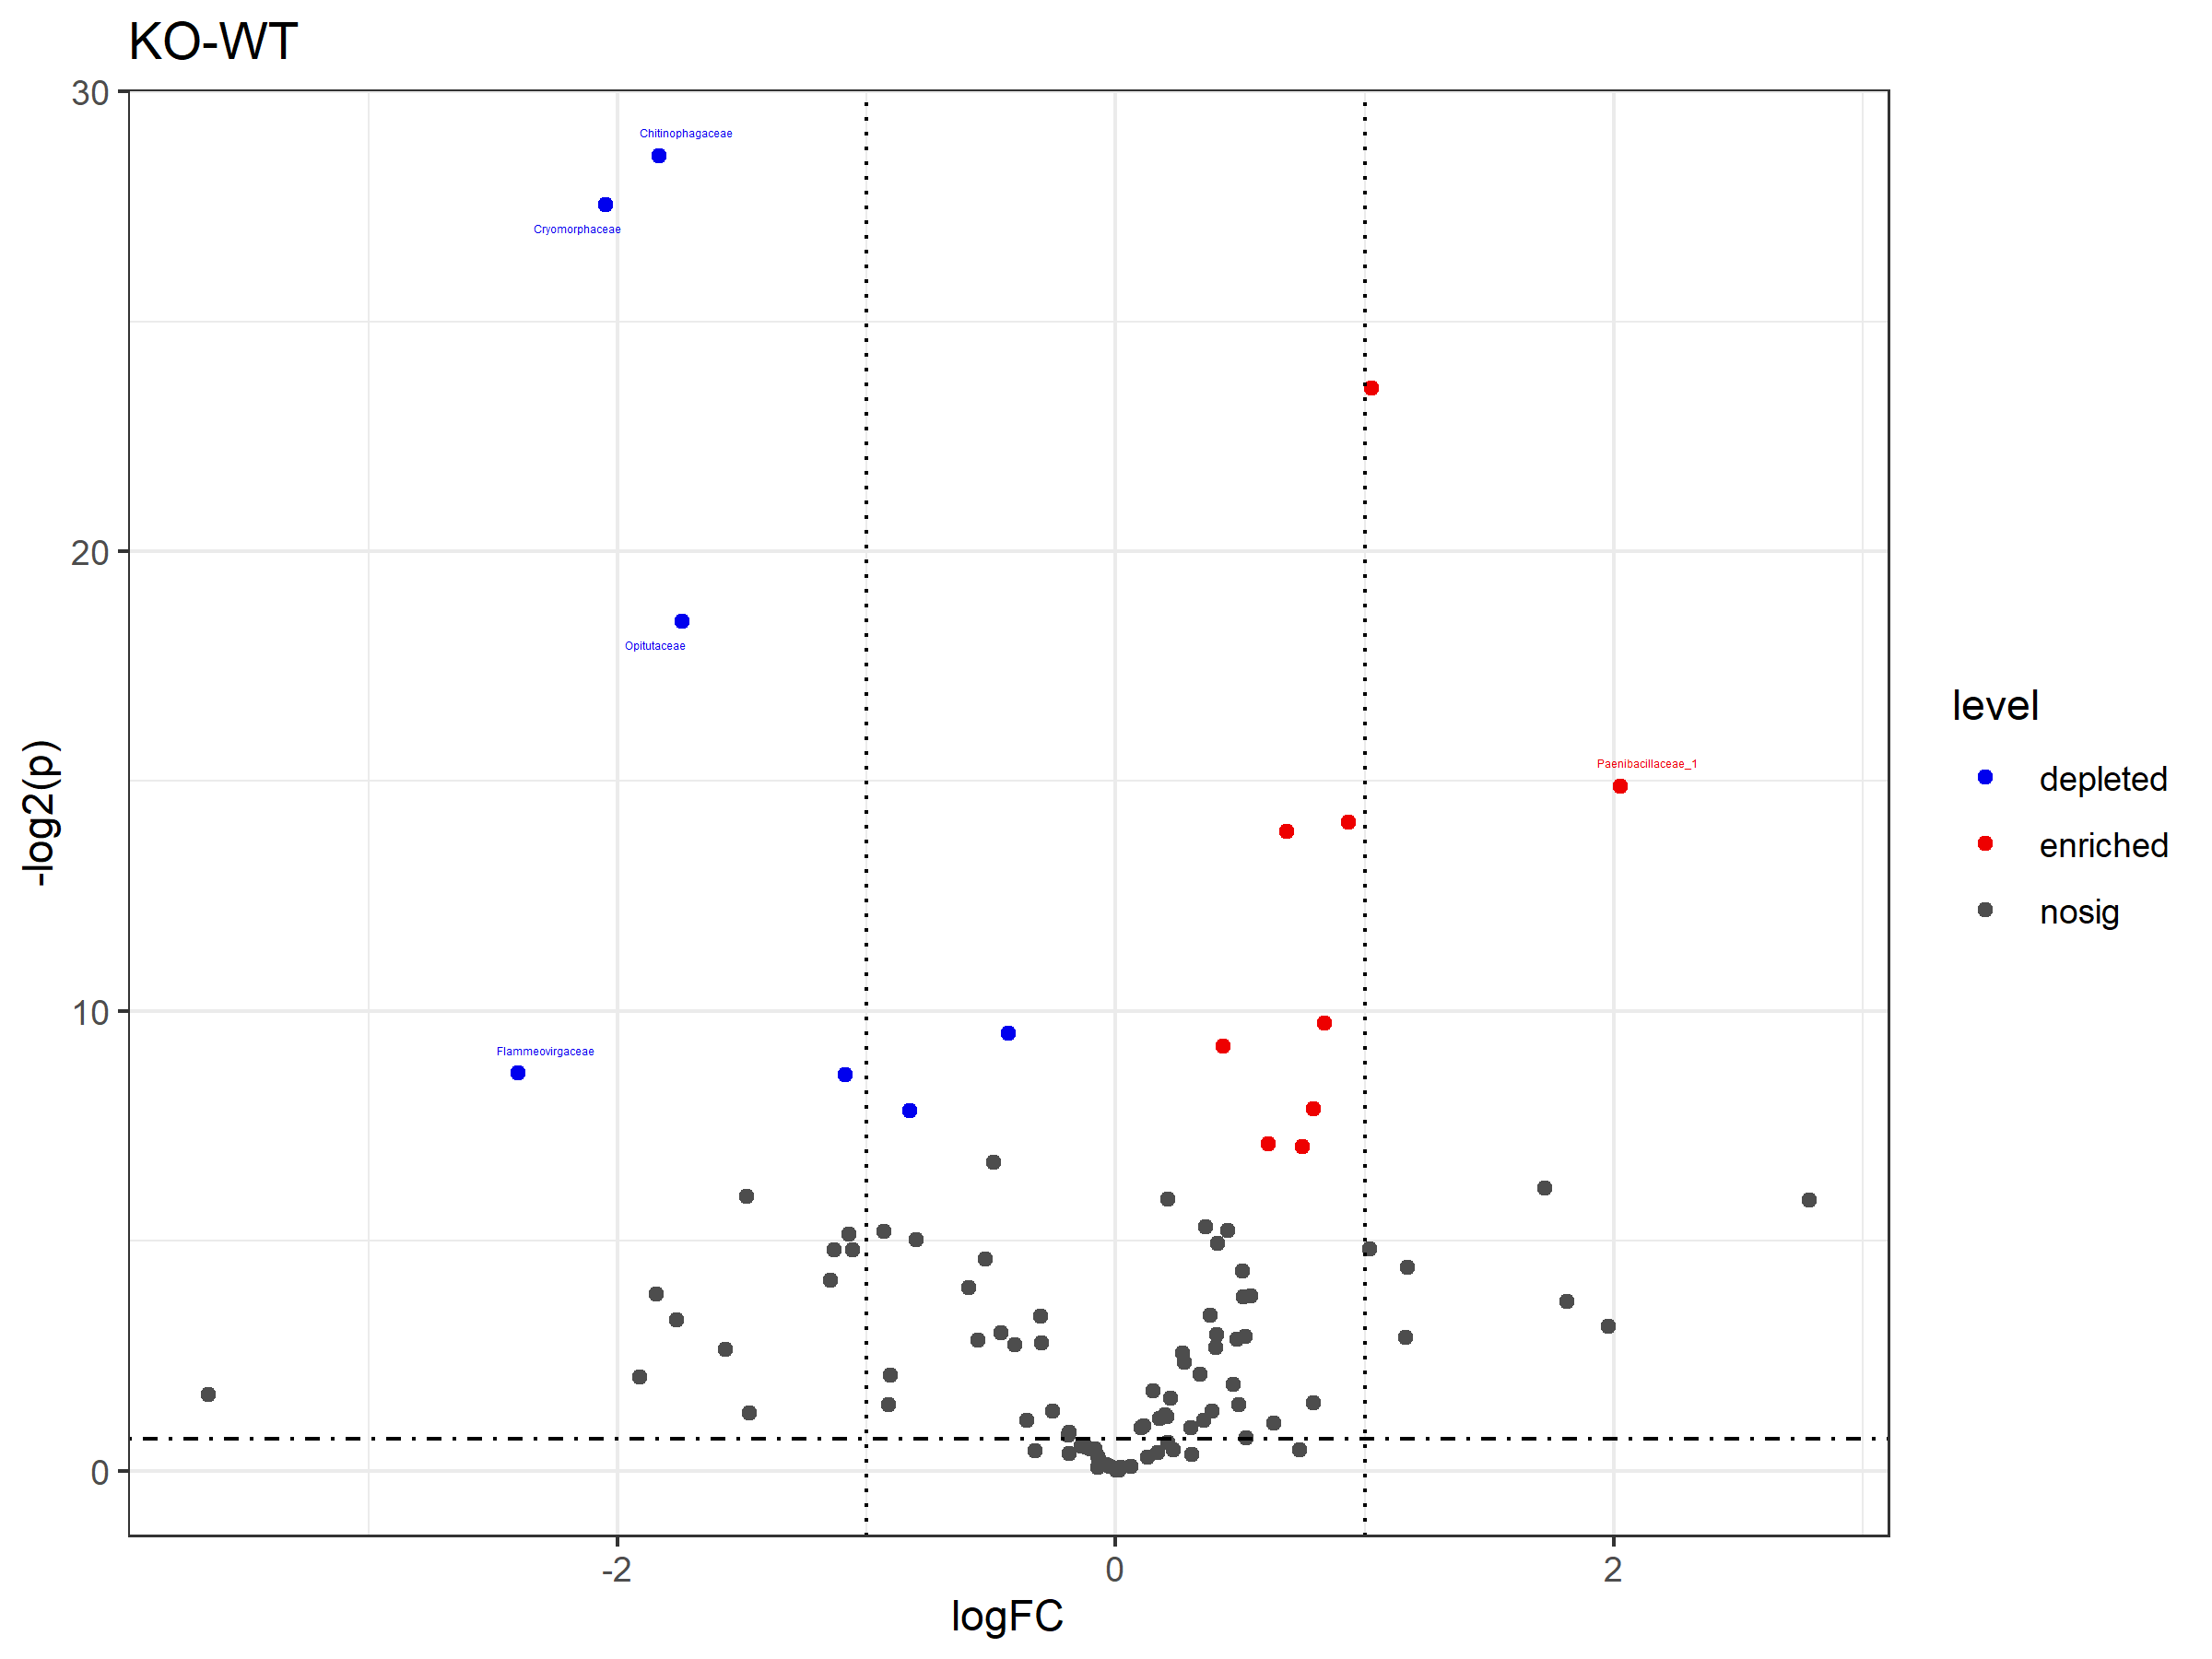 KO-WT
30
20
10
0
-log2(p)
Chitinophagaceae
Cryomorphaceae
Opitutaceae
Paenibacillaceae_1
Flammeovirgaceae
-2
0
2
logFC
level
depleted
enriched
nosig